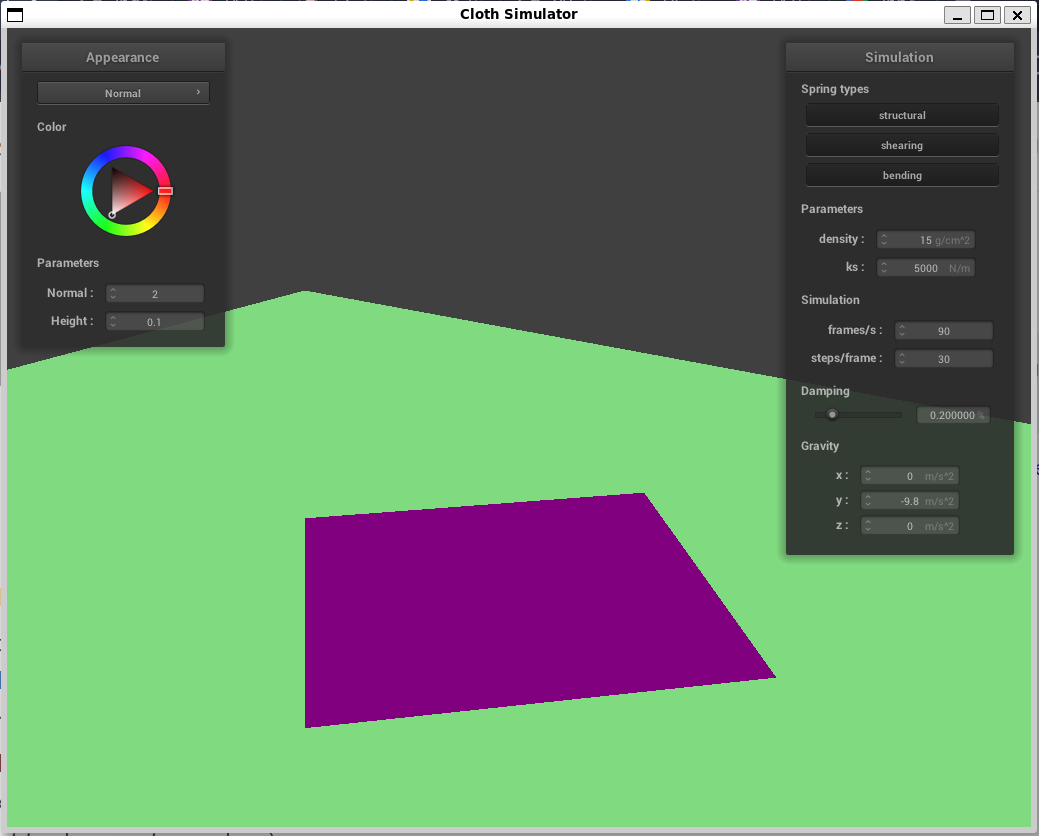 Cloth Simulator
Appearance
Normal
Color
Parameters
Normal : 2
Height : 0.1
Simulation
Spring types
structural
shearing
bending
Parameters
density : 15 g/cm^2
ks : 5000 N/m
Simulation
frames/s : 90
steps/frame : 30
Damping
0.200000 %
Gravity
x : 0 m/s^2
y : -9.8 m/s^2
z : 0 m/s^2